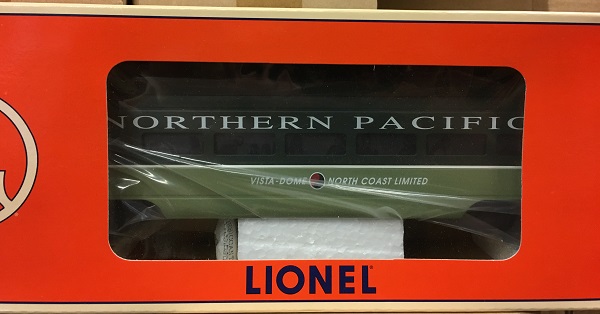 NORTHERN PACIFIC
VISTA-DOME NORTH COAST LIMITED
LIONEL®